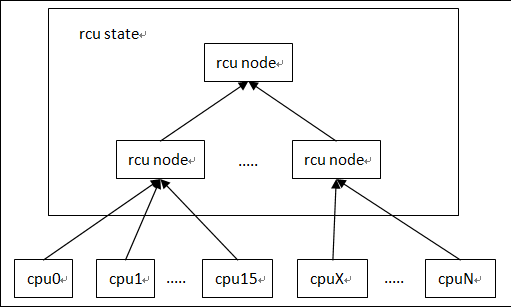 rcu state
rcu node
rcu node ..... rcu node
cpu0 cpu1 ..... cpu15 cpuX ..... cpuN